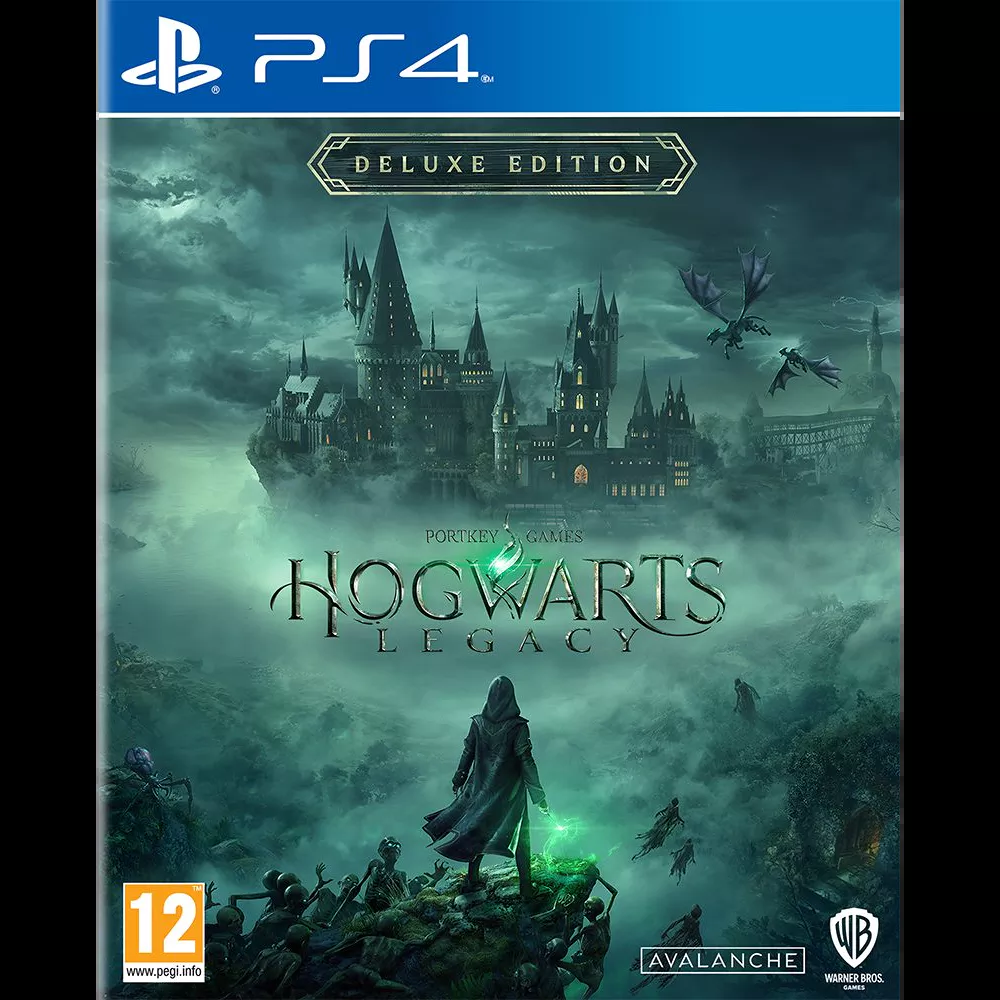 PS4
DELUXE EDITION
PORTKEY GAMES
HOGWARTS
LEGACY
12
www.pegi.info
AVALANCHE
WB
WARNER BROS.
GAMES